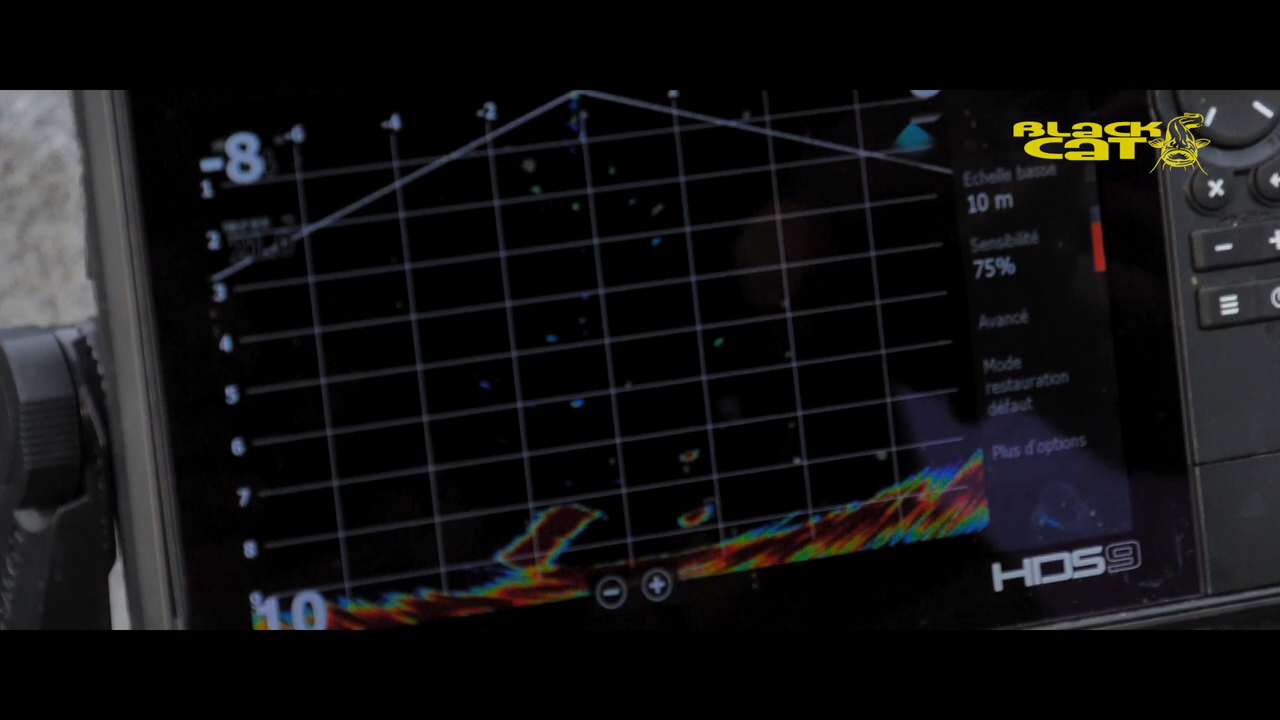 -8
-6
-4
-2
BLACK
CAT
1
2
3
4
5
6
7
8
9
10
Echelle basse
10 m
Sensibilité
75%
Avancé
Mode
restauration
défaut
Plus d'options
HDS9